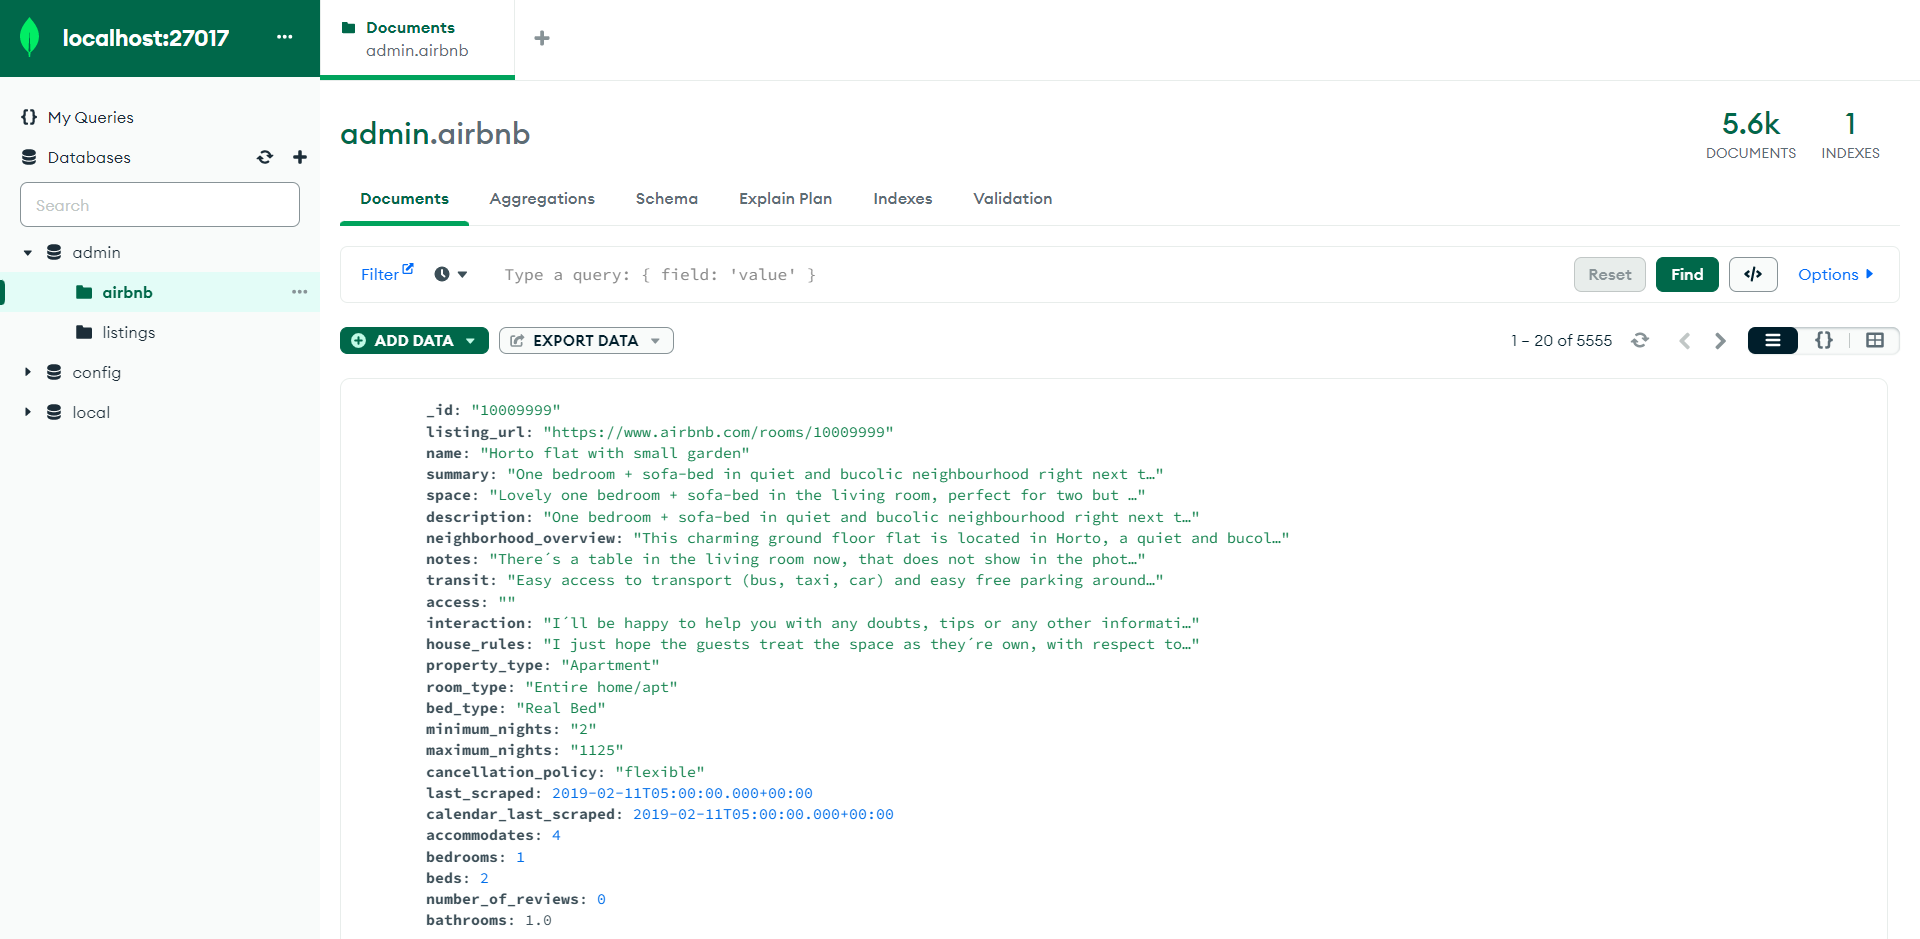 localhost:27017
Documents
admin.airbnb
My Queries
Databases
Search
admin
airbnb
listings
config
local
admin.airbnb
5.6k
DOCUMENTS
1
INDEXES
Documents Aggregations Schema Explain Plan Indexes Validation
Filter Type a query: { field: 'value' } Reset Find </> Options
ADD DATA EXPORT DATA 1 – 20 of 5555 {}
_id: "10009999"
listing_url: "https://www.airbnb.com/rooms/10009999"
name: "Horto flat with small garden"
summary: "One bedroom + sofa-bed in quiet and bucolic neighbourhood right next t…"
space: "Lovely one bedroom + sofa-bed in the living room, perfect for two but …"
description: "One bedroom + sofa-bed in quiet and bucolic neighbourhood right next t…"
neighborhood_overview: "This charming ground floor flat is located in Horto, a quiet and bucol…"
notes: "There´s a table in the living room now, that does not show in the phot…"
transit: "Easy access to transport (bus, taxi, car) and easy free parking around…"
access: ""
interaction: "I´ll be happy to help you with any doubts, tips or any other informati…"
house_rules: "I just hope the guests treat the space as they´re own, with respect to…"
property_type: "Apartment"
room_type: "Entire home/apt"
bed_type: "Real Bed"
minimum_nights: "2"
maximum_nights: "1125"
cancellation_policy: "flexible"
last_scraped: 2019-02-11T05:00:00.000+00:00
calendar_last_scraped: 2019-02-11T05:00:00.000+00:00
accommodates: 4
bedrooms: 1
beds: 2
number_of_reviews: 0
bathrooms: 1.0